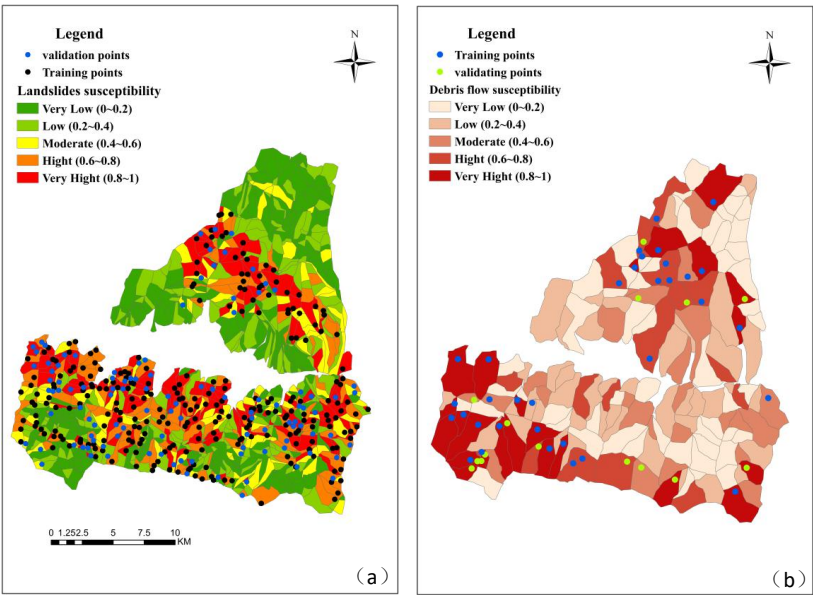 Legend
N
validation points
Training points
Landslides susceptibility
Very Low (0~0.2)
Low (0.2~0.4)
Moderate (0.4~0.6)
Hight (0.6~0.8)
Very Hight (0.8~1)
0 1.252.5 5 7.5 10
KM
（a）
Legend
N
Training points
validating points
Debris flow susceptibility
Very Low (0~0.2)
Low (0.2~0.4)
Moderate (0.4~0.6)
Hight (0.6~0.8)
Very Hight (0.8~1)
（b）